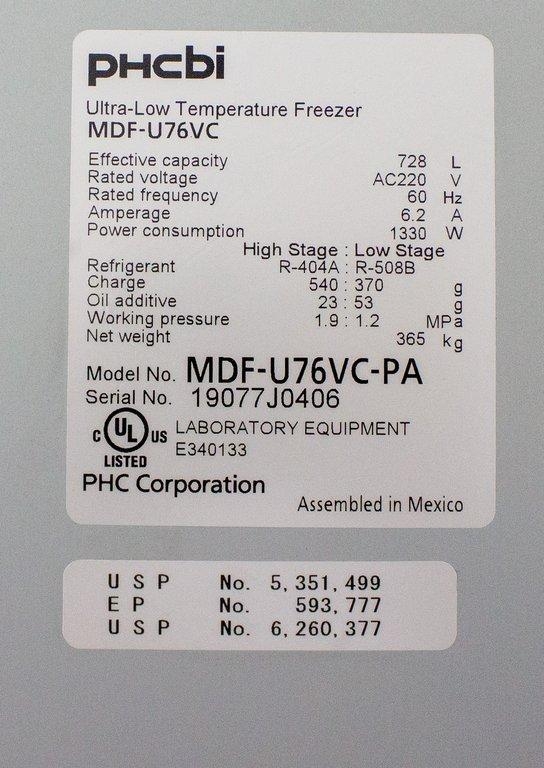 PHCbi
Ultra-Low Temperature Freezer
MDF-U76VC
Effective capacity 728 L
Rated voltage AC220 V
Rated frequency 60 Hz
Amperage 6.2 A
Power consumption 1330 W
High Stage : Low Stage
Refrigerant R-404A : R-508B
Charge 540 : 370 g
Oil additive 23 : 53 g
Working pressure 1.9 : 1.2 MPa
Net weight 365 kg
Model No. MDF-U76VC-PA
Serial No. 19077J0406
C UL US LABORATORY EQUIPMENT
E340133
LISTED
PHC Corporation
Assembled in Mexico
USP No. 5,351,499
EP No. 593,777
USP No. 6,260,377